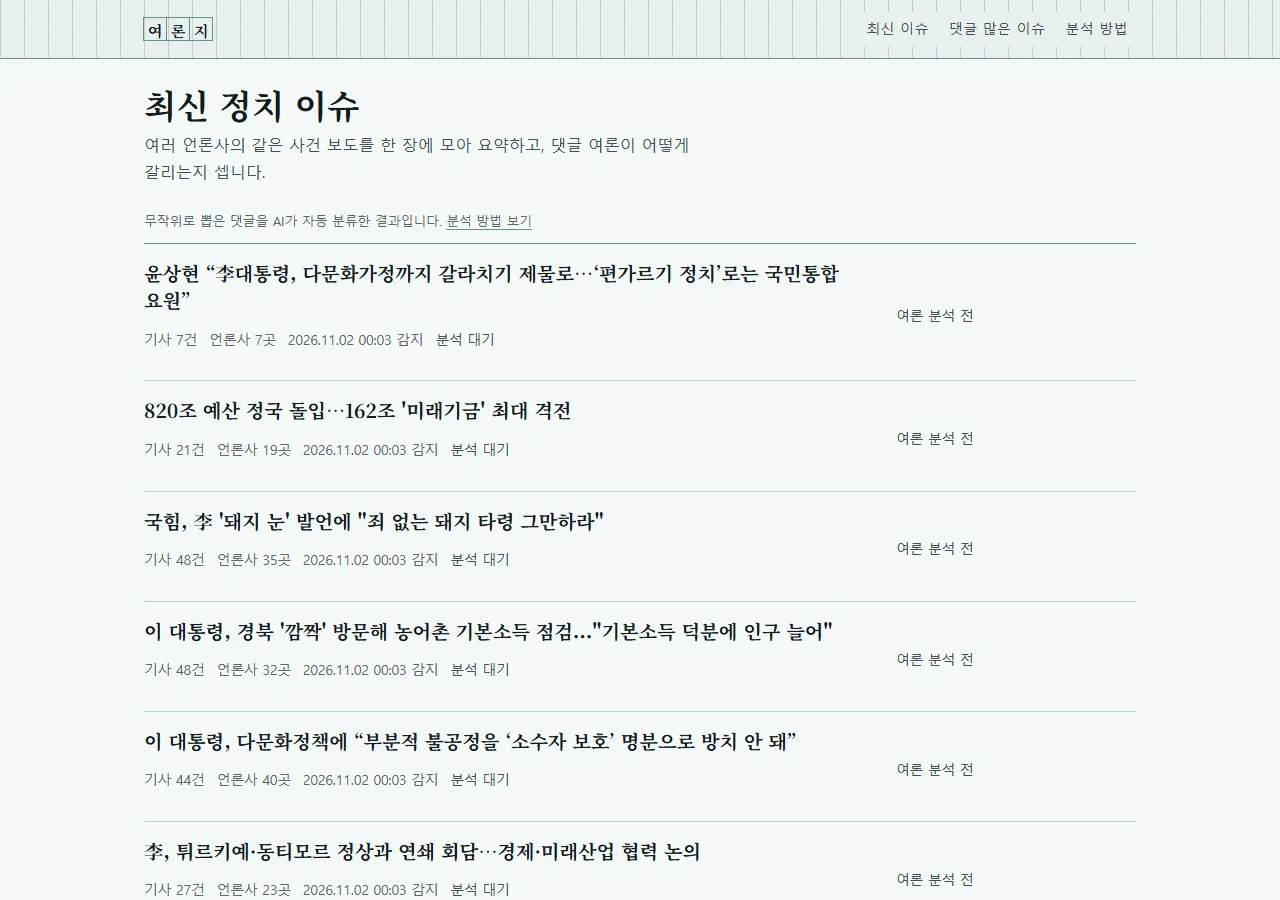 여론지
최신 이슈 댓글 많은 이슈 분석 방법
최신 정치 이슈
여러 언론사의 같은 사건 보도를 한 장에 모아 요약하고, 댓글 여론이 어떻게
갈리는지 셉니다.
무작위로 뽑은 댓글을 AI가 자동 분류한 결과입니다. 분석 방법 보기
윤상현 “李대통령, 다문화가정까지 갈라치기 제물로…‘편가르기 정치’로는 국민통합
요원”
기사 7건 언론사 7곳 2026.11.02 00:03 감지 분석 대기
여론 분석 전
820조 예산 정국 돌입…162조 '미래기금' 최대 격전
기사 21건 언론사 19곳 2026.11.02 00:03 감지 분석 대기
여론 분석 전
국힘, 李 '돼지 눈' 발언에 "죄 없는 돼지 타령 그만하라"
기사 48건 언론사 35곳 2026.11.02 00:03 감지 분석 대기
여론 분석 전
이 대통령, 경북 '깜짝' 방문해 농어촌 기본소득 점검..."기본소득 덕분에 인구 늘어"
기사 48건 언론사 32곳 2026.11.02 00:03 감지 분석 대기
여론 분석 전
이 대통령, 다문화정책에 “부분적 불공정을 ‘소수자 보호’ 명분으로 방치 안 돼”
기사 44건 언론사 40곳 2026.11.02 00:03 감지 분석 대기
여론 분석 전
李, 튀르키예·동티모르 정상과 연쇄 회담…경제·미래산업 협력 논의
기사 27건 언론사 23곳 2026.11.02 00:03 감지 분석 대기
여론 분석 전